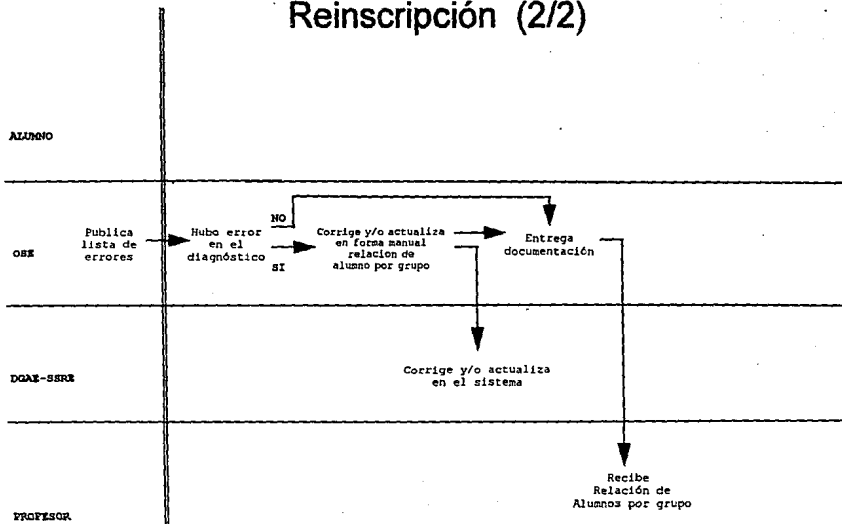 Reinscripción (2/2)
ALUMNO
OSE
Publica
lista de
errores
Hubo error
en el
diagnóstico
NO
SI
Corrige y/o actualiza
en forma manual
relacion de
alumno por grupo
Entrega
documentación
DGAE-SSRE
Corrige y/o actualiza
en el sistema
PROFESOR
Recibe
Relación de
Alumnos por grupo